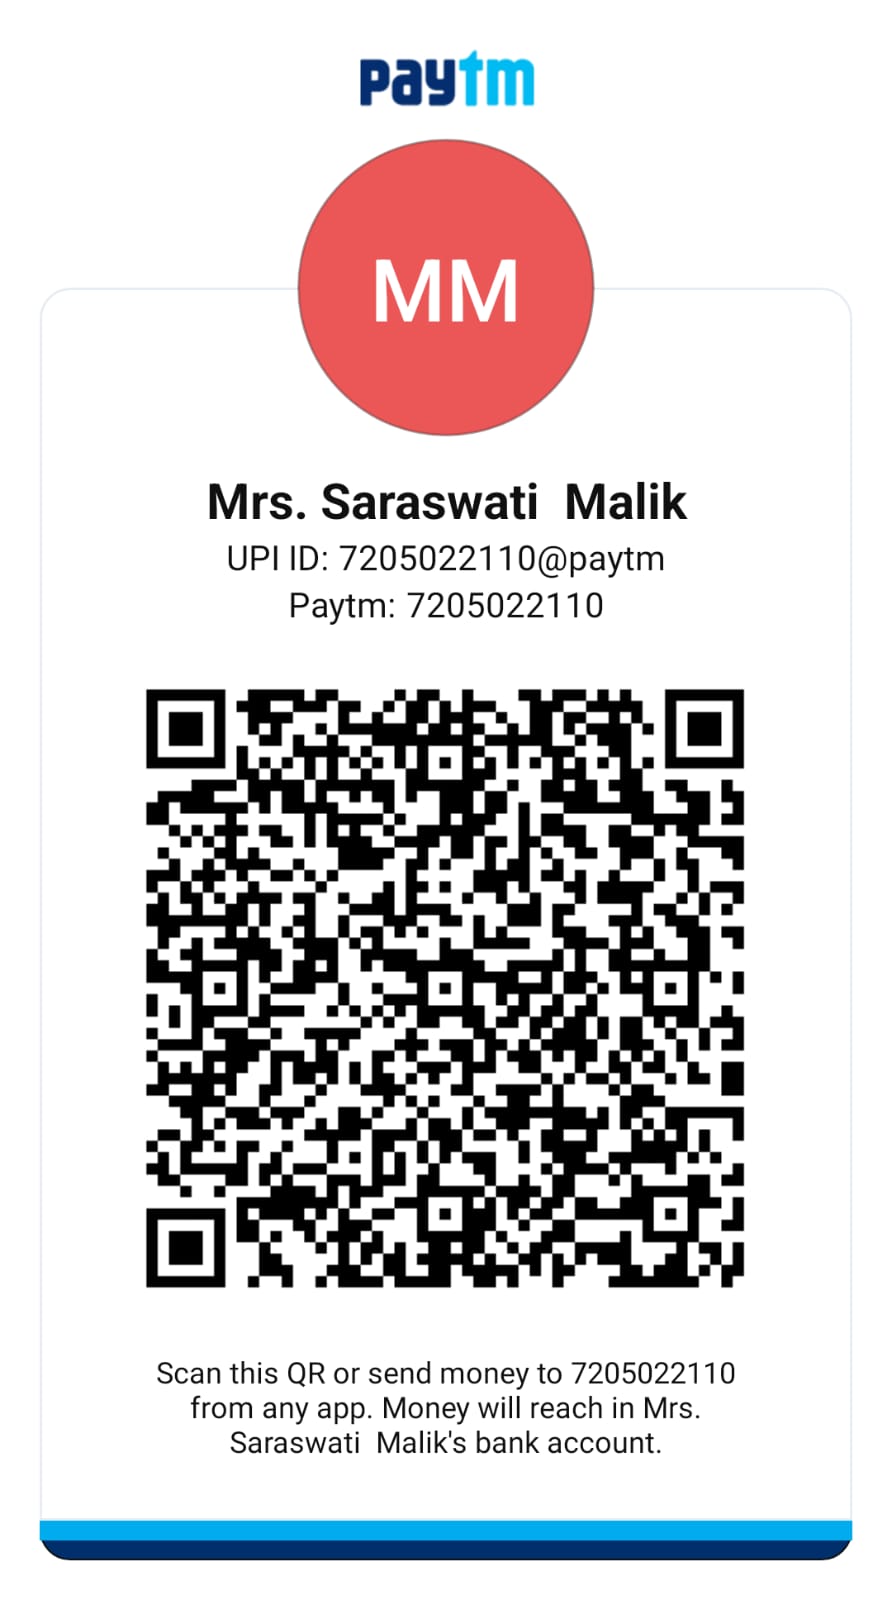 paytm
MM
Mrs. Saraswati  Malik
UPI ID: 7205022110@paytm
Paytm: 7205022110
Scan this QR or send money to 7205022110
from any app. Money will reach in Mrs.
Saraswati  Malik's bank account.